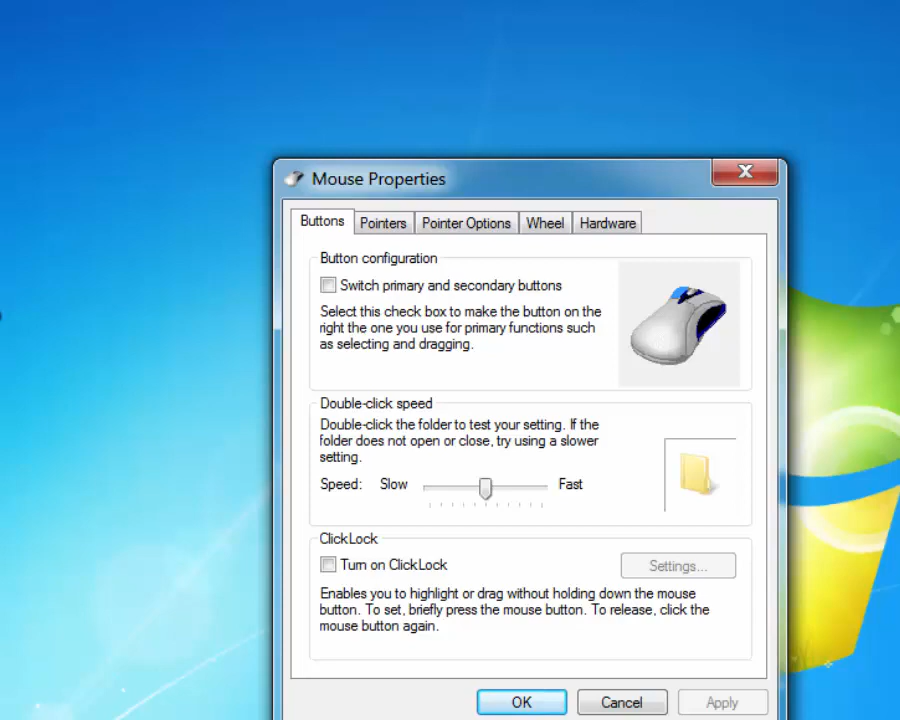 Mouse Properties
Buttons Pointers Pointer Options Wheel Hardware
Button configuration
Switch primary and secondary buttons
Select this check box to make the button on the
right the one you use for primary functions such
as selecting and dragging.
Double-click speed
Double-click the folder to test your setting. If the
folder does not open or close, try using a slower
setting.
Speed: Slow Fast
ClickLock
Turn on ClickLock Settings...
Enables you to highlight or drag without holding down the mouse
button. To set, briefly press the mouse button. To release, click the
mouse button again.
OK Cancel Apply